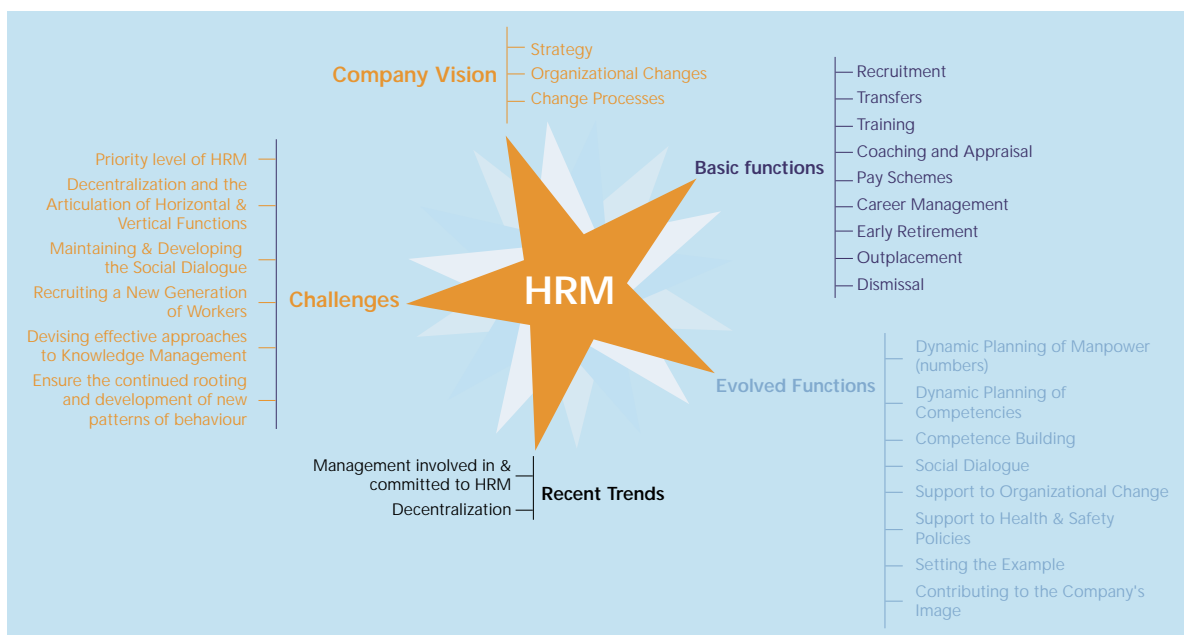 Company Vision
Strategy
Organizational Changes
Change Processes
Basic functions
Recruitment
Transfers
Training
Coaching and Appraisal
Pay Schemes
Career Management
Early Retirement
Outplacement
Dismissal
Challenges
Priority level of HRM
Decentralization and the
Articulation of Horizontal &
Vertical Functions
Maintaining & Developing
the Social Dialogue
Recruiting a New Generation
of Workers
Devising effective approaches
to Knowledge Management
Ensure the continued rooting
and development of new
patterns of behaviour
HRM
Evolved Functions
Dynamic Planning of Manpower
(numbers)
Dynamic Planning of
Competencies
Competence Building
Social Dialogue
Support to Organizational Change
Support to Health & Safety
Policies
Setting the Example
Contributing to the Company's
Image
Management involved in &
committed to HRM
Decentralization
Recent Trends